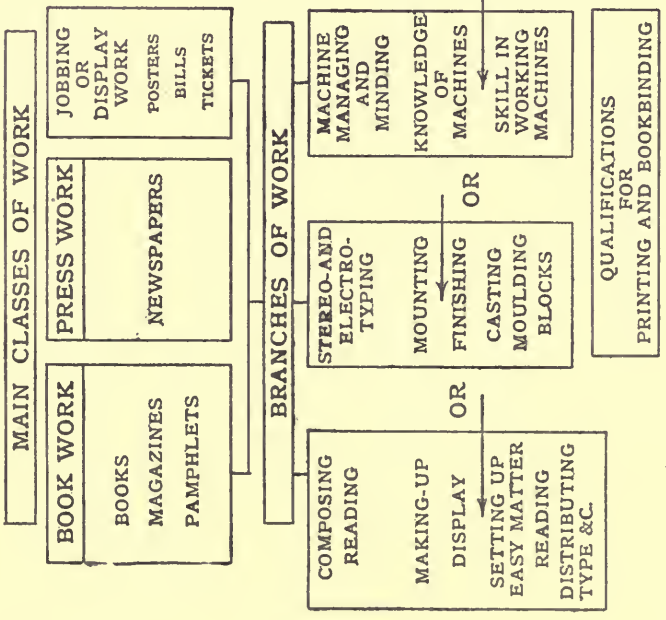 MAIN CLASSES OF WORK
BOOK WORK
BOOKS
MAGAZINES
PAMPHLETS
PRESS WORK
NEWSPAPERS
JOBBING
OR
DISPLAY
WORK
POSTERS
BILLS
TICKETS
BRANCHES OF WORK
COMPOSING
READING
MAKING-UP
DISPLAY
SETTING UP
EASY MATTER
READING
DISTRIBUTING
TYPE &C.
OR
STEREO-AND
ELECTRO-
TYPING
MOUNTING
FINISHING
CASTING
MOULDING
BLOCKS
OR
MACHINE
MANAGING
AND
MINDING
KNOWLEDGE
OF
MACHINES
SKILL IN
WORKING
MACHINES
QUALIFICATIONS
FOR
PRINTING AND BOOKBINDING